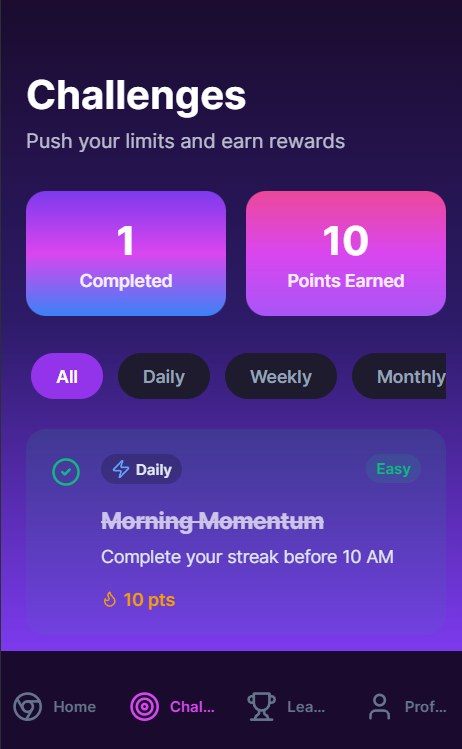 Challenges
Push your limits and earn rewards
1
Completed
10
Points Earned
All
Daily
Weekly
Monthly
Daily
Easy
Morning Momentum
Complete your streak before 10 AM
10 pts
Home
Chal...
Lea...
Prof...